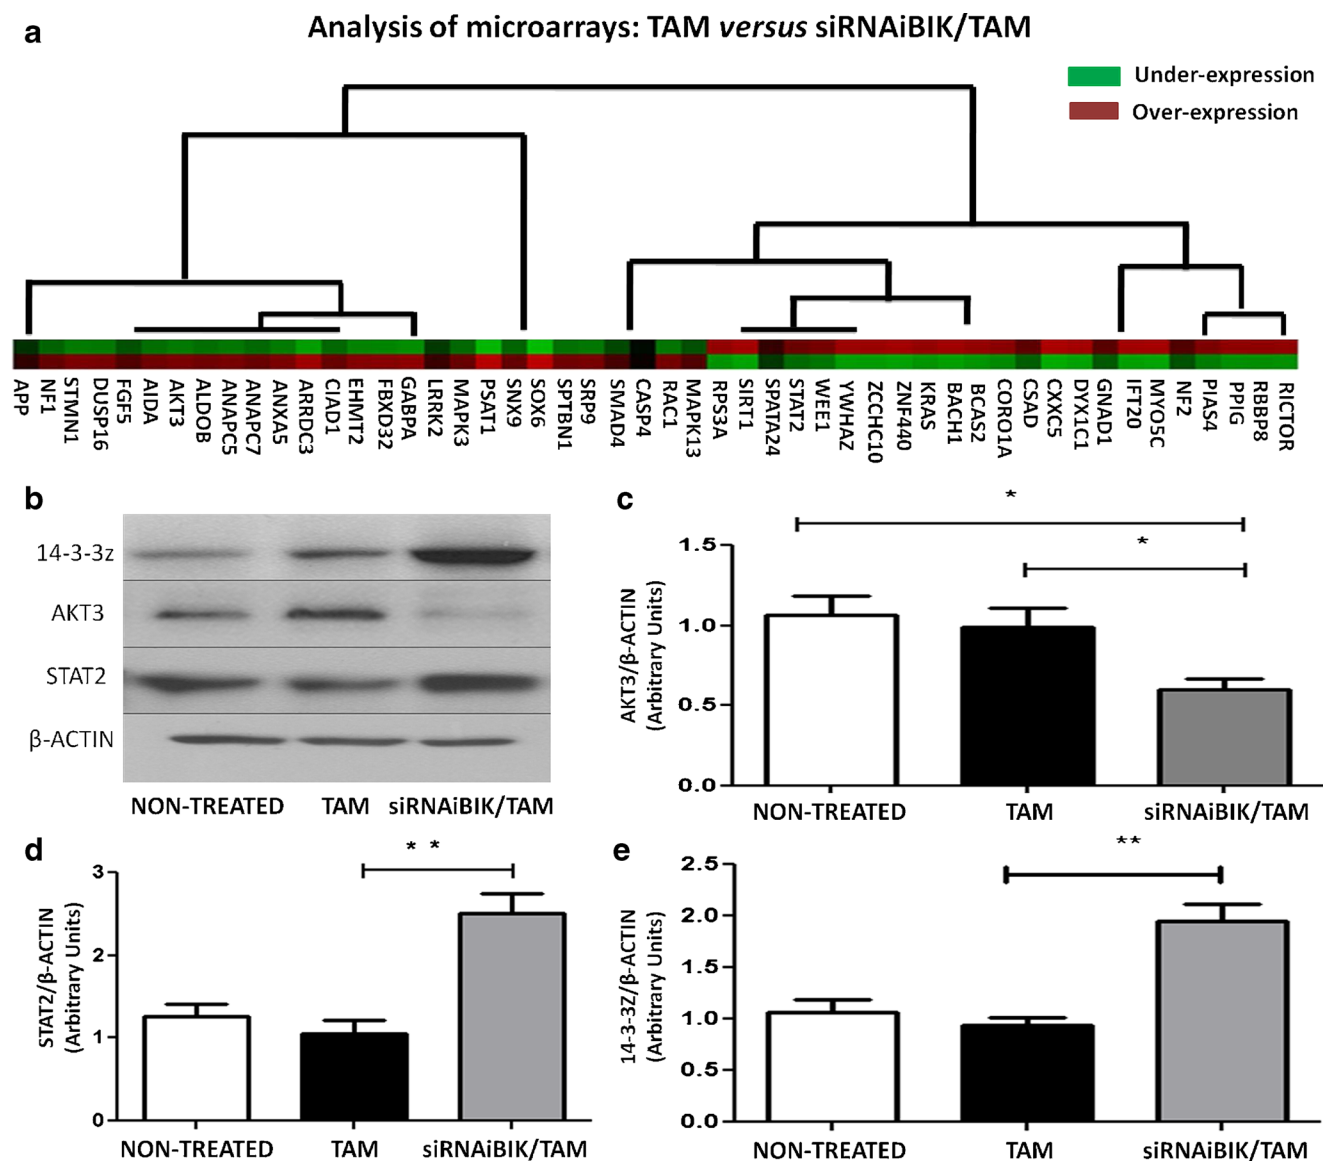 a
Analysis of microarrays: TAM versus siRNAiBIK/TAM
Under-expression
Over-expression
APP
NF1
STMN1
DUSP16
FGF5
AIDA
AKT3
ALDOB
ANAPC5
ANAPC7
ANXA5
ARRDC3
CIAD1
EHMT2
FBXD32
GABPA
LRRK2
MAPK3
PSAT1
SNX9
SOX6
SPTBN1
SRP9
SMAD4
CASP4
RAC1
MAPK13
RPS3A
SIRT1
SPATA24
STAT2
WEE1
YWHAZ
ZCCHC10
ZNF440
KRAS
BACH1
BCAS2
CORO1A
CSAD
CXXC5
DYX1C1
GNAD1
IFT20
MYO5C
NF2
PIAS4
PPIG
RBBP8
RICTOR
b
14-3-3z
AKT3
STAT2
β-ACTIN
NON-TREATED TAM siRNAiBIK/TAM
c
*
*
AKT3/β-ACTIN
(Arbitrary Units)
1.5
1.0
0.5
0.0
NON-TREATED TAM siRNAiBIK/TAM
d
* *
STAT2/β-ACTIN
(Arbitrary Units)
3
2
1
0
NON-TREATED TAM siRNAiBIK/TAM
e
**
14-3-3Z/β-ACTIN
(Arbitrary Units)
2.5
2.0
1.5
1.0
0.5
0.0
NON-TREATED TAM siRNAiBIK/TAM